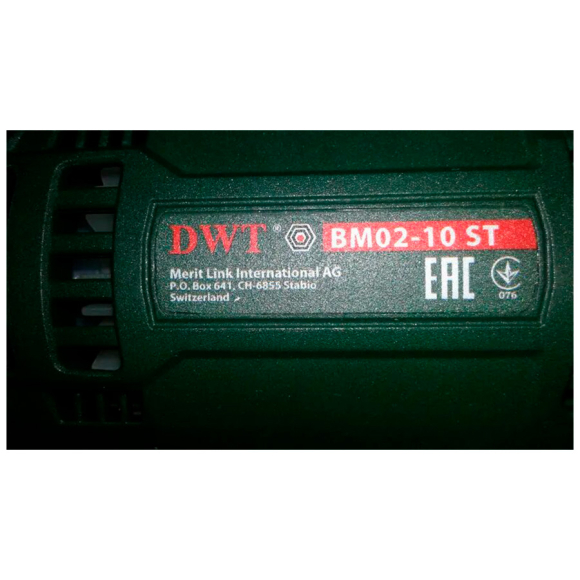 DWT ® BM02-10 ST
Merit Link International AG
P.O. Box 641, CH-6855 Stabio
Switzerland
EAC
076